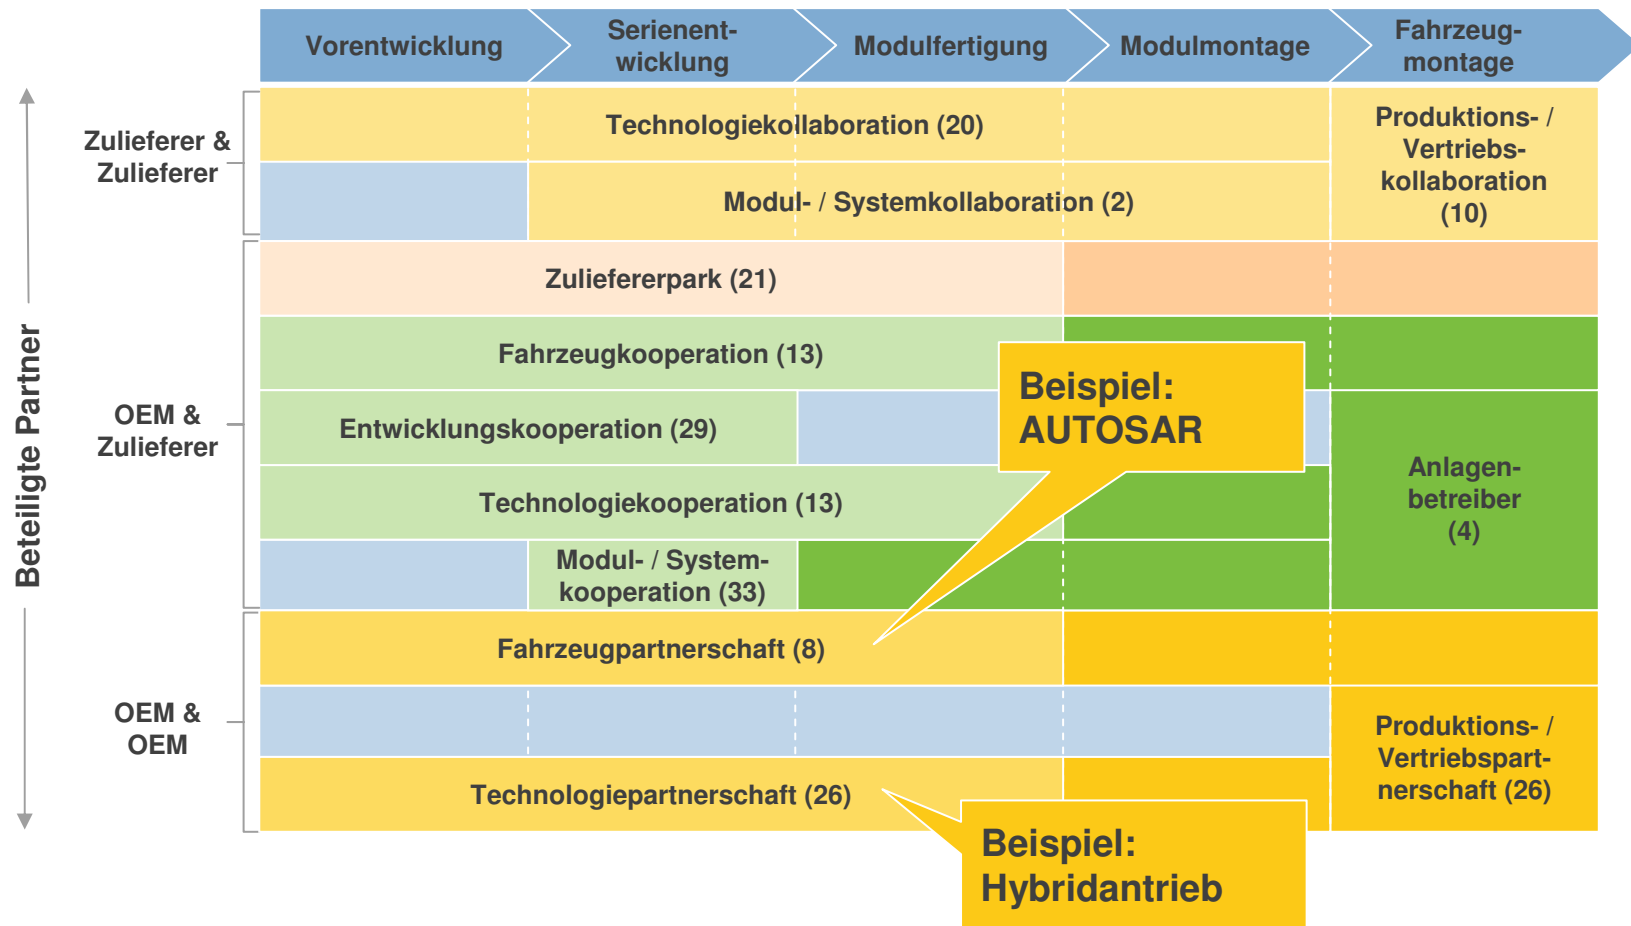 Vorentwicklung
Serienent-
wicklung
Modulfertigung
Modulmontage
Fahrzeug-
montage
Beteiligte Partner
Zulieferer &
Zulieferer
Technologiekollaboration (20)
Modul- / Systemkollaboration (2)
Produktions- /
Vertriebs-
kollaboration
(10)
OEM &
Zulieferer
Zuliefererpark (21)
Fahrzeugkooperation (13)
Entwicklungskooperation (29)
Technologiekooperation (13)
Modul- / System-
kooperation (33)
Beispiel:
AUTOSAR
Anlagen-
betreiber
(4)
OEM &
OEM
Fahrzeugpartnerschaft (8)
Technologiepartnerschaft (26)
Produktions- /
Vertriebspart-
nerschaft (26)
Beispiel:
Hybridantrieb